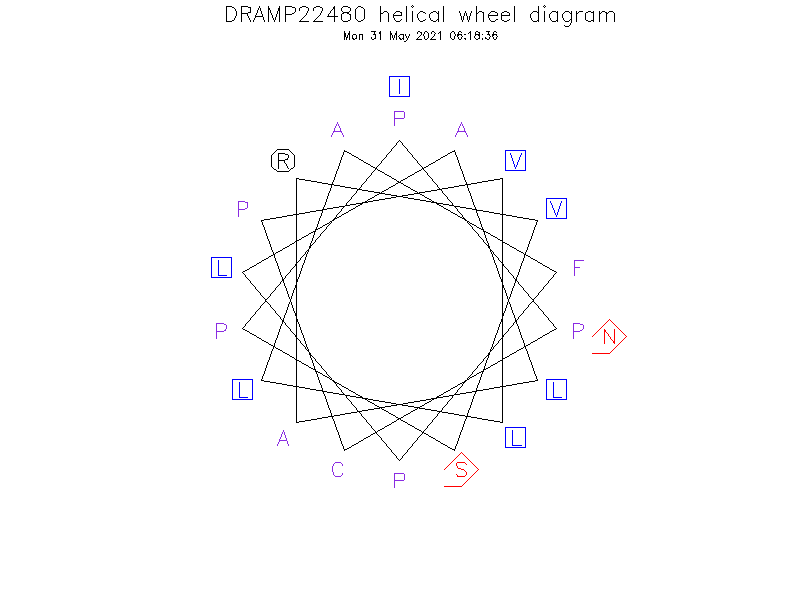 DRAMP22480 helical wheel diagram
Mon 31 May 2021 06:18:36
I
A P A
R V
P V
L F
P P N
L L
A L
C P S